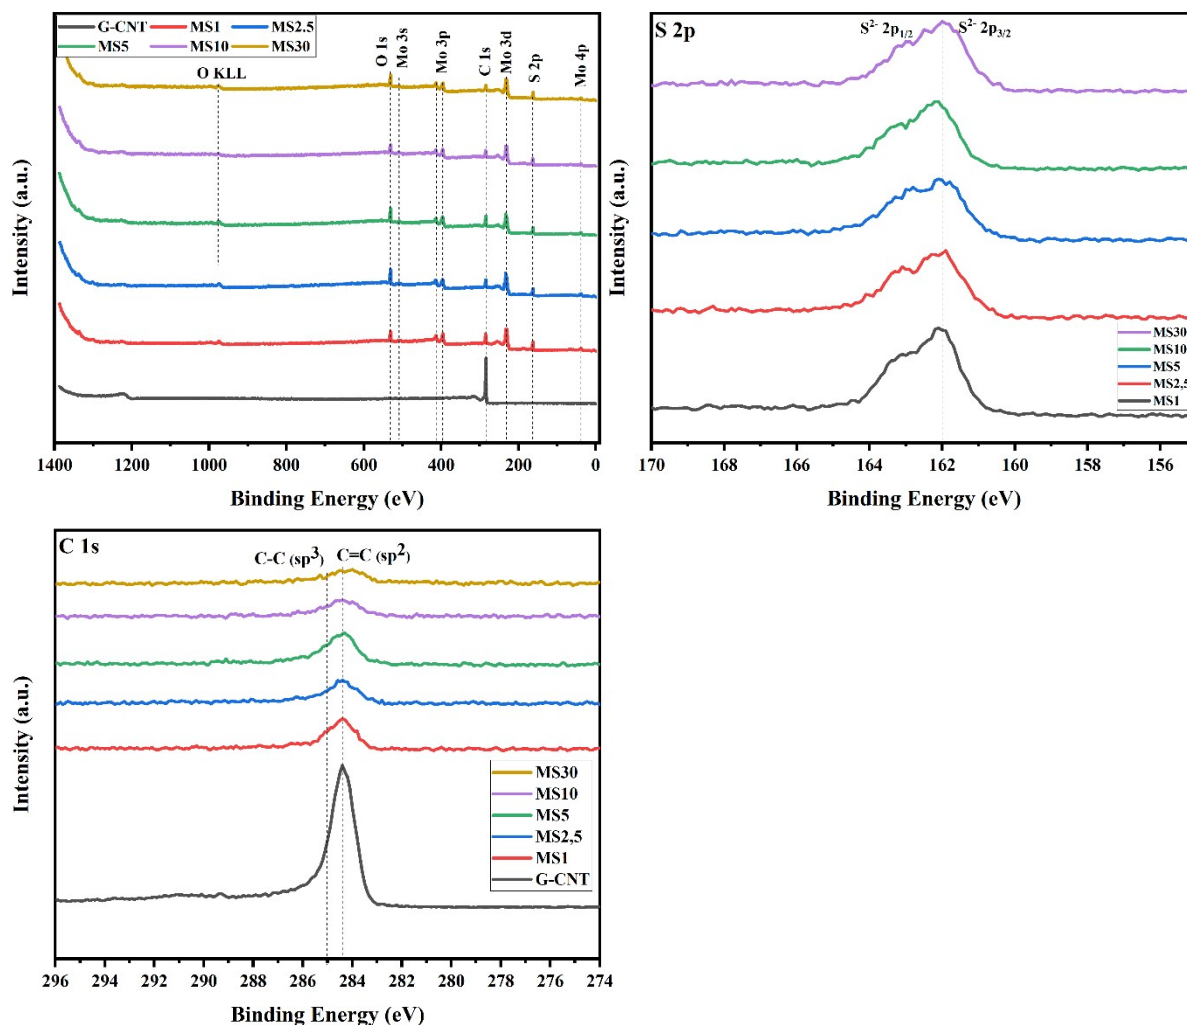 G-CNT MS1 MS2.5
MS5 MS10 MS30
O KLL
O 1s
Mo 3s
Mo 3p
C 1s
Mo 3d
S 2p
Mo 4p
Intensity (a.u.)
1400 1200 1000 800 600 400 200 0
Binding Energy (eV)
S 2p
S²⁻ 2p₁/₂ S²⁻ 2p₃/₂
Intensity (a.u.)
MS30
MS10
MS5
MS2,5
MS1
170 168 166 164 162 160 158 156
Binding Energy (eV)
C 1s
C-C (sp³) C=C (sp²)
Intensity (a.u.)
MS30
MS10
MS5
MS2,5
MS1
G-CNT
296 294 292 290 288 286 284 282 280 278 276 274
Binding Energy (eV)